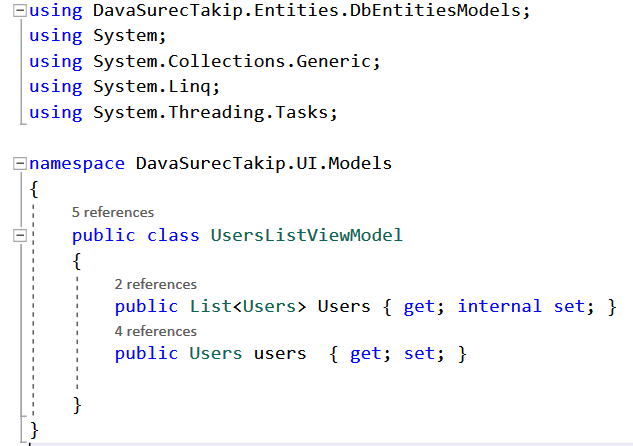 using DavaSurecTakip.Entities.DbEntitiesModels;
using System;
using System.Collections.Generic;
using System.Linq;
using System.Threading.Tasks;
namespace DavaSurecTakip.UI.Models
{
5 references
public class UsersListViewModel
{
2 references
public List<Users> Users { get; internal set; }
4 references
public Users users  { get; set; }
}
}